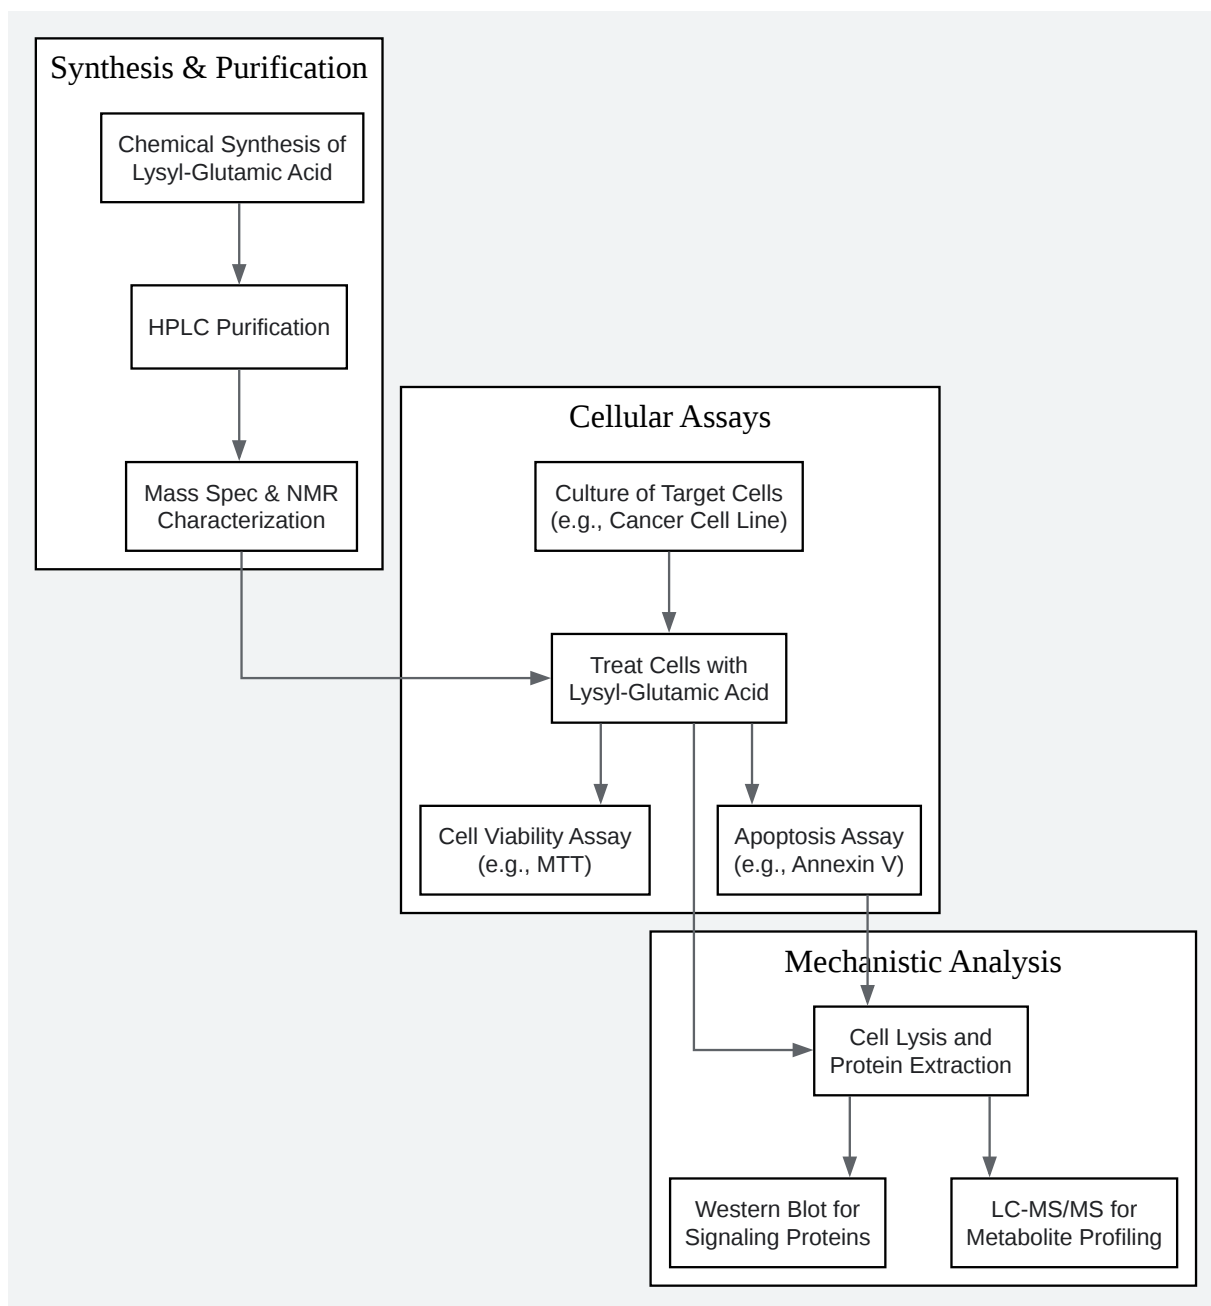 Synthesis & Purification
Chemical Synthesis of
Lysyl-Glutamic Acid
HPLC Purification
Mass Spec & NMR
Characterization
Cellular Assays
Culture of Target Cells
(e.g., Cancer Cell Line)
Treat Cells with
Lysyl-Glutamic Acid
Cell Viability Assay
(e.g., MTT)
Apoptosis Assay
(e.g., Annexin V)
Mechanistic Analysis
Cell Lysis and
Protein Extraction
Western Blot for
Signaling Proteins
LC-MS/MS for
Metabolite Profiling